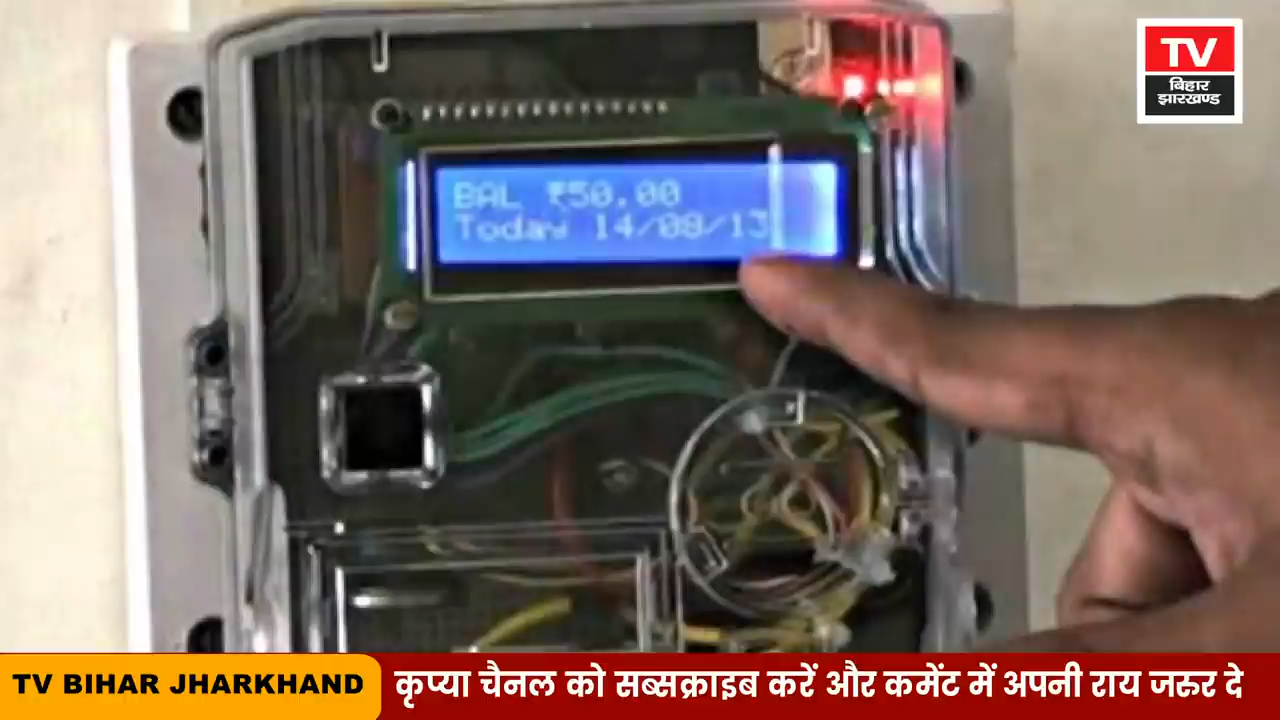 TV
बिहार
झारखण्ड
BAL ₹50.00
Today 14/08/13
TV BIHAR JHARKHAND
कृप्या चैनल को सब्सक्राइब करें और कमेंट में अपनी राय जरुर दे